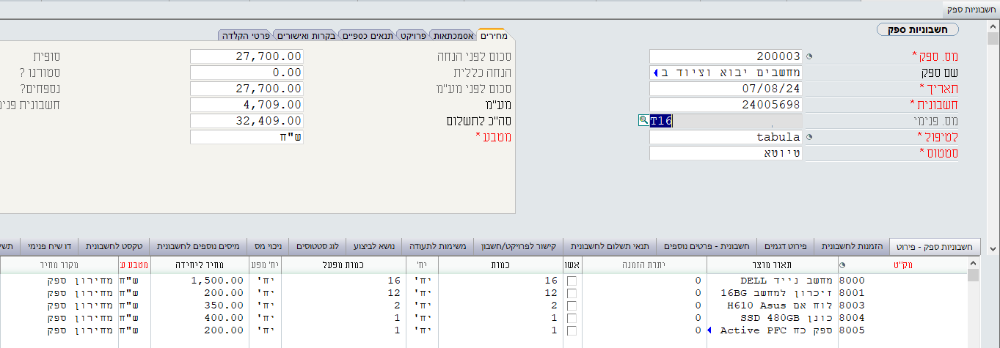 חשבוניות ספק
חשבוניות ספק
מס. ספק * 200003
שם ספק מחשבים יבוא וציוד ב
תאריך * 07/08/24
חשבונית * 24005698
מס. פנימי T16
לטיפול * tabula
סטטוס * טיוטא
מחירים אסמכתאות פרויקט תנאים כספיים בקרות ואישורים פרטי הקלדה
סכום לפני הנחה 27,700.00 סופית
הנחה כללית 0.00 סטורנו ?
סכום לפני מע"מ 27,700.00 נספחים?
מע"מ 4,709.00 חשבונית פני
סה"כ לתשלום 32,409.00
מטבע * ש"ח
חשבוניות ספק - פירוט הזמנות לחשבונית פירוט דגמים חשבונית - פרטים נוספים תנאי תשלום לחשבונית קישור לפרויקט/חשבון משימות לתעודה נושא לביצוע לוג סטטוסים ניכוי מס מיסים נוספים לחשבונית טקסט לחשבונית דו שיח פנימי תשי
מק"ט תאור מוצר יתרת הזמנה אשו כמות יח' כמות מפעל יח' מפע מחיר ליחידה מטבע ע מקור מחיר
8000 מחשב נייד DELL 0 16 יח' 16 יח' 1,500.00 ש"ח מחירון ספק
8001 זיכרון למחשב 16BG 0 12 יח' 12 יח' 200.00 ש"ח מחירון ספק
8003 לוח אם H610 Asus 0 2 יח' 2 יח' 350.00 ש"ח מחירון ספק
8004 כונן SSD 480GB 0 1 יח' 1 יח' 400.00 ש"ח מחירון ספק
8005 ספק כח Active PFC 0 1 יח' 1 יח' 200.00 ש"ח מחירון ספק